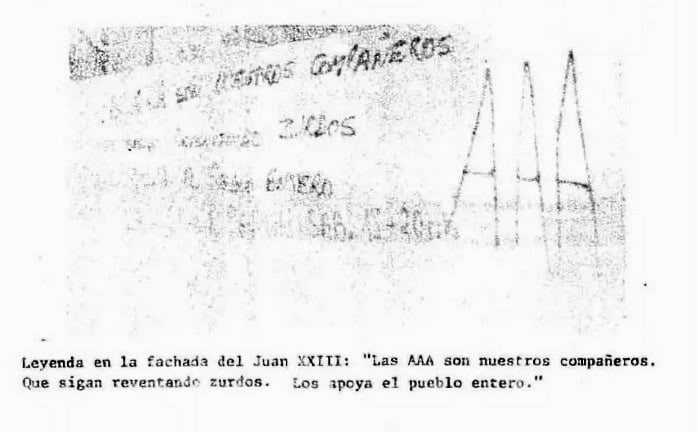 SON NUESTROS COMPAÑEROS
AAA
ZURDOS
ENTERO
Leyenda en la fachada del Juan XXIII: "Las AAA son nuestros compañeros.
Que sigan reventando zurdos. Los apoya el pueblo entero."